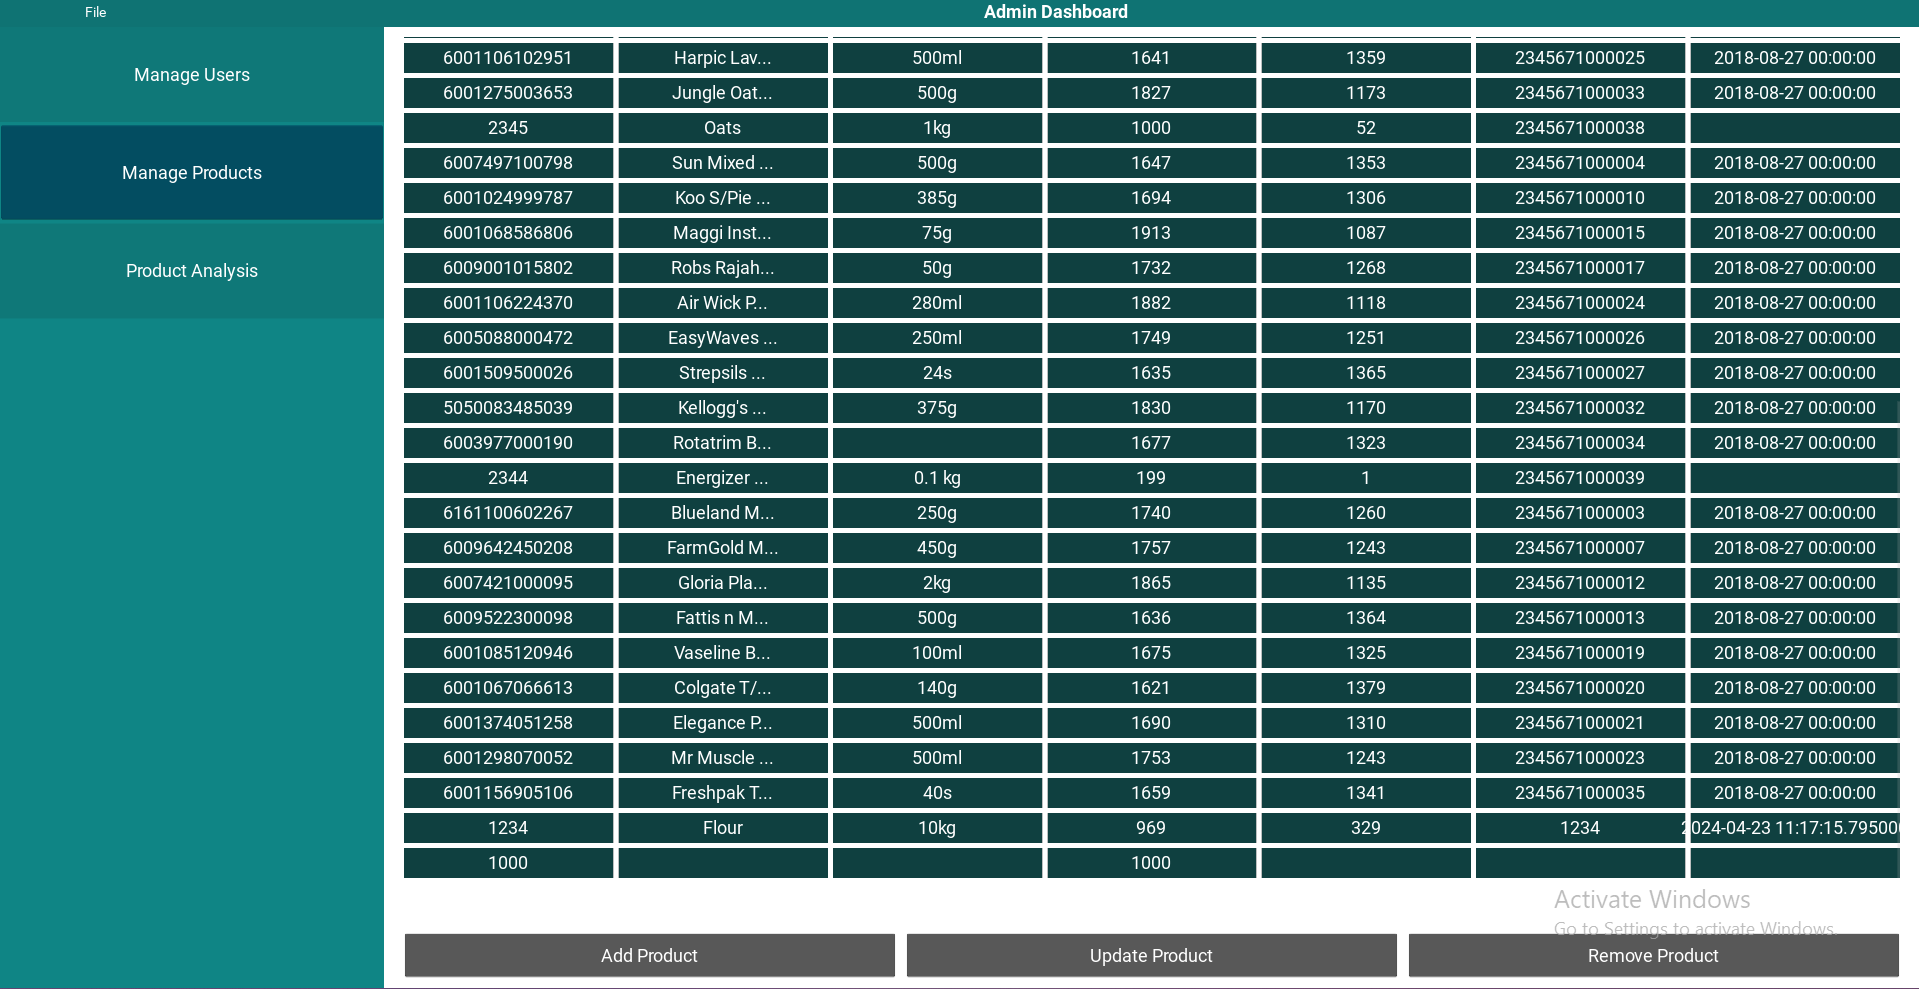 File Admin Dashboard
Manage Users
Manage Products
Product Analysis
6001106102951 Harpic Lav... 500ml 1641 1359 2345671000025 2018-08-27 00:00:00
6001275003653 Jungle Oat... 500g 1827 1173 2345671000033 2018-08-27 00:00:00
2345 Oats 1kg 1000 52 2345671000038
6007497100798 Sun Mixed ... 500g 1647 1353 2345671000004 2018-08-27 00:00:00
6001024999787 Koo S/Pie ... 385g 1694 1306 2345671000010 2018-08-27 00:00:00
6001068586806 Maggi Inst... 75g 1913 1087 2345671000015 2018-08-27 00:00:00
6009001015802 Robs Rajah... 50g 1732 1268 2345671000017 2018-08-27 00:00:00
6001106224370 Air Wick P... 280ml 1882 1118 2345671000024 2018-08-27 00:00:00
6005088000472 EasyWaves ... 250ml 1749 1251 2345671000026 2018-08-27 00:00:00
6001509500026 Strepsils ... 24s 1635 1365 2345671000027 2018-08-27 00:00:00
5050083485039 Kellogg's ... 375g 1830 1170 2345671000032 2018-08-27 00:00:00
6003977000190 Rotatrim B... 1677 1323 2345671000034 2018-08-27 00:00:00
2344 Energizer ... 0.1 kg 199 1 2345671000039
6161100602267 Blueland M... 250g 1740 1260 2345671000003 2018-08-27 00:00:00
6009642450208 FarmGold M... 450g 1757 1243 2345671000007 2018-08-27 00:00:00
6007421000095 Gloria Pla... 2kg 1865 1135 2345671000012 2018-08-27 00:00:00
6009522300098 Fattis n M... 500g 1636 1364 2345671000013 2018-08-27 00:00:00
6001085120946 Vaseline B... 100ml 1675 1325 2345671000019 2018-08-27 00:00:00
6001067066613 Colgate T/... 140g 1621 1379 2345671000020 2018-08-27 00:00:00
6001374051258 Elegance P... 500ml 1690 1310 2345671000021 2018-08-27 00:00:00
6001298070052 Mr Muscle ... 500ml 1753 1243 2345671000023 2018-08-27 00:00:00
6001156905106 Freshpak T... 40s 1659 1341 2345671000035 2018-08-27 00:00:00
1234 Flour 10kg 969 329 1234 2024-04-23 11:17:15.795000
1000 1000
Activate Windows
Go to Settings to activate Windows.
Add Product Update Product Remove Product